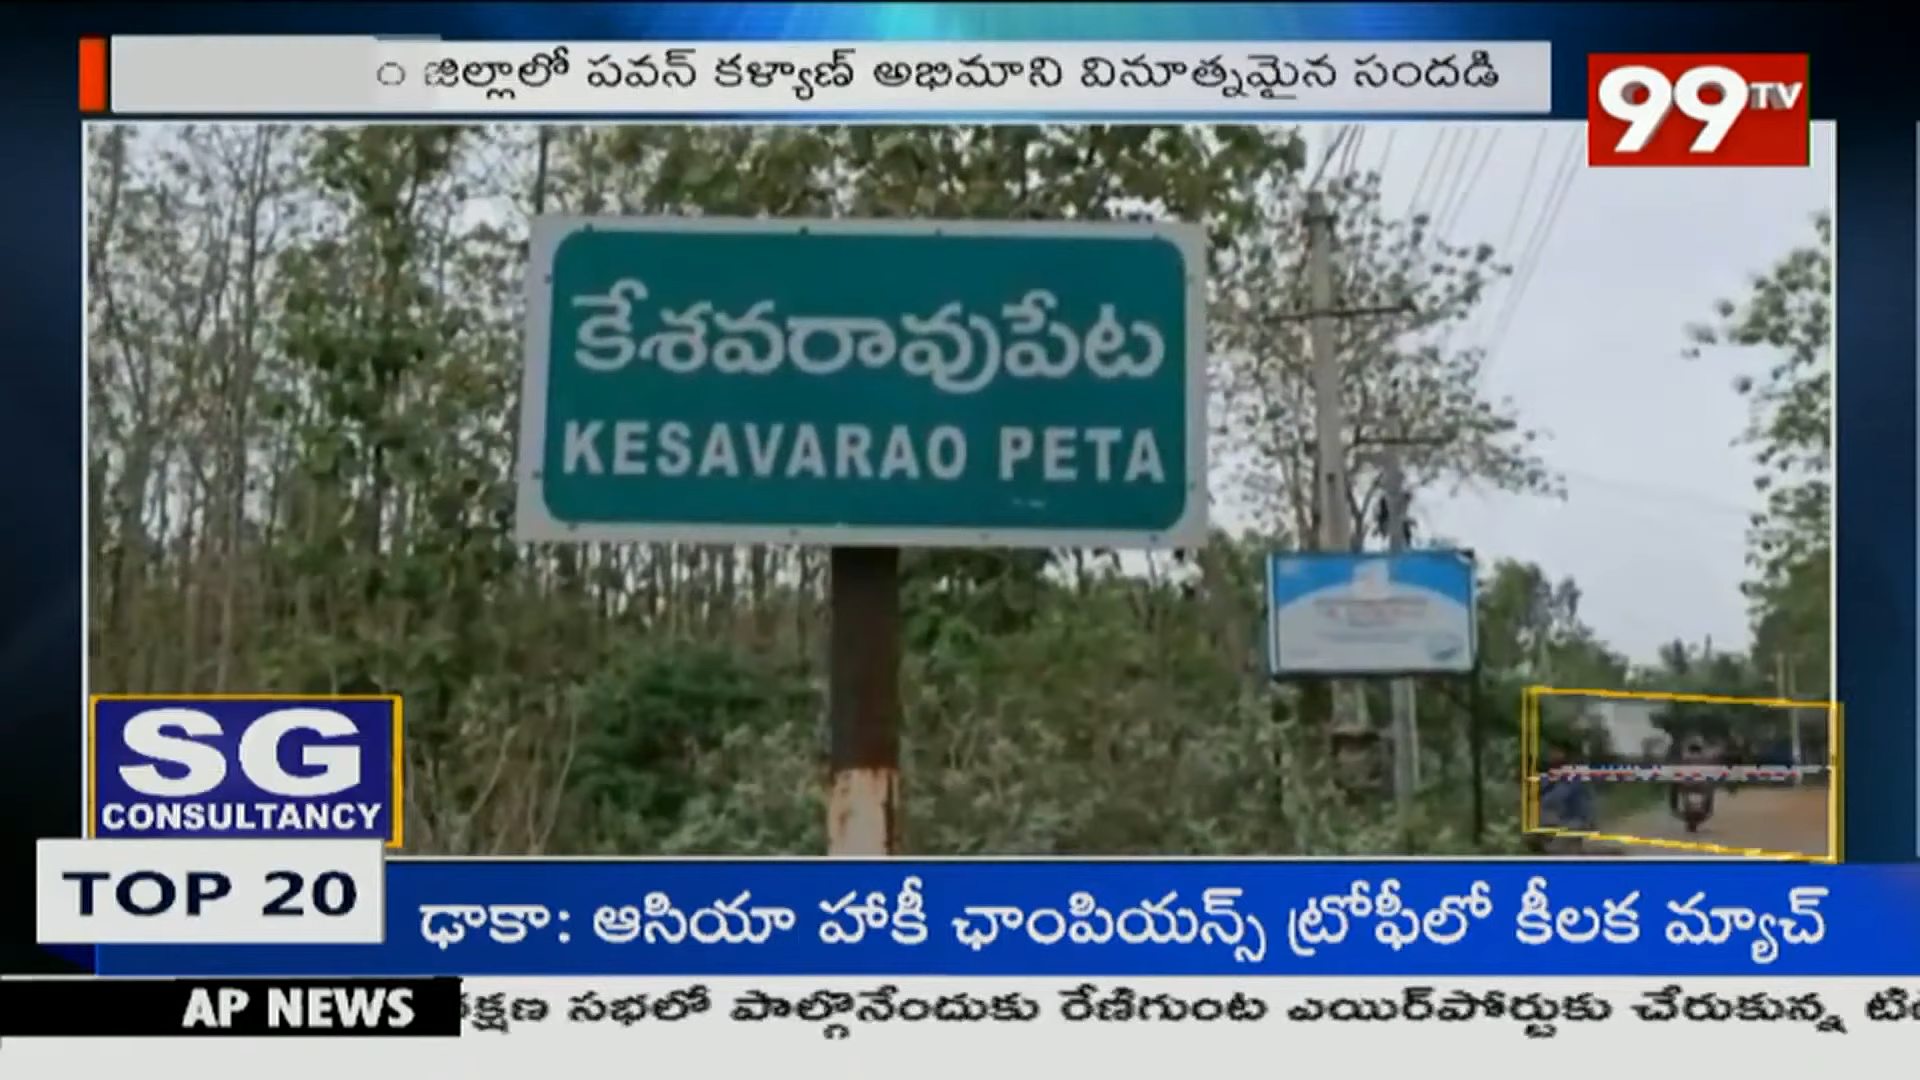 జిల్లాలో పవన్ కళ్యాణ్ అభిమాని వినూత్నమైన సందడి
99TV
కేశవరావుపేట
KESAVARAO PETA
SG
CONSULTANCY
TOP 20
ఢాకా: ఆసియా హాకీ ఛాంపియన్స్ ట్రోఫీలో కీలక మ్యాచ్
AP NEWS
సభలో పాల్గొనేందుకు రేణిగుంట ఎయిర్‌పోర్టుకు చేరుకున్న